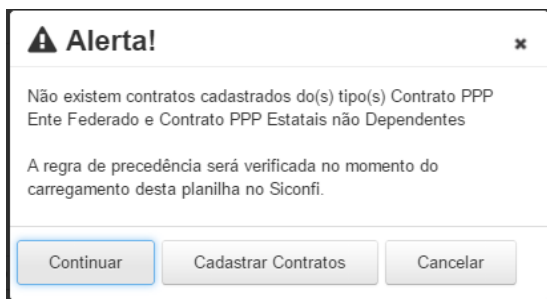 Alerta!
Não existem contratos cadastrados do(s) tipo(s) Contrato PPP
Ente Federado e Contrato PPP Estatais não Dependentes
A regra de precedência será verificada no momento do
carregamento desta planilha no Siconfi.
Continuar
Cadastrar Contratos
Cancelar